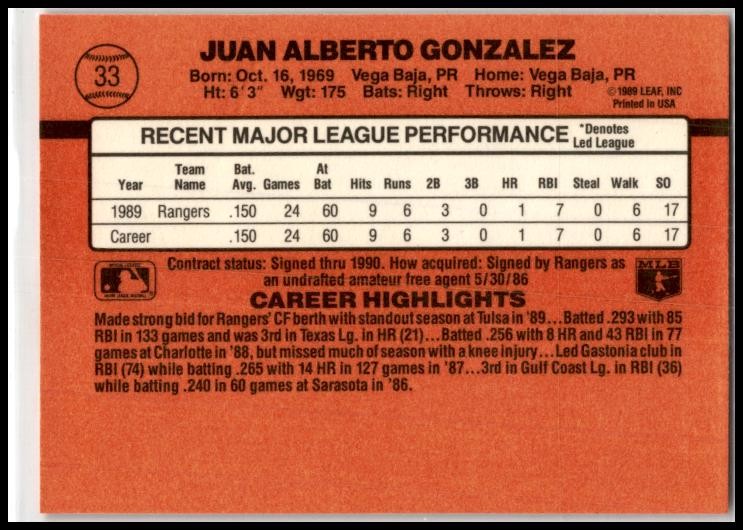 33
JUAN ALBERTO GONZALEZ
Born: Oct. 16, 1969 Vega Baja, PR Home: Vega Baja, PR
Ht: 6'3" Wgt: 175 Bats: Right Throws: Right
©1989 LEAF, INC
Printed in USA
RECENT MAJOR LEAGUE PERFORMANCE
*Denotes
Led League
Year Team Name Bat. Avg. Games At Bat Hits Runs 2B 3B HR RBI Steal Walk SO
1989 Rangers .150 24 60 9 6 3 0 1 7 0 6 17
Career .150 24 60 9 6 3 0 1 7 0 6 17
Contract status: Signed thru 1990. How acquired: Signed by Rangers as
an undrafted amateur free agent 5/30/86
MLB
CAREER HIGHLIGHTS
Made strong bid for Rangers' CF berth with standout season at Tulsa in '89...Batted .293 with 85
RBI in 133 games and was 3rd in Texas Lg. in HR (21)...Batted .256 with 8 HR and 43 RBI in 77
games at Charlotte in '88, but missed much of season with a knee injury...Led Gastonia club in
RBI (74) while batting .265 with 14 HR in 127 games in '87...3rd in Gulf Coast Lg. in RBI (36)
while batting .240 in 60 games at Sarasota in '86.